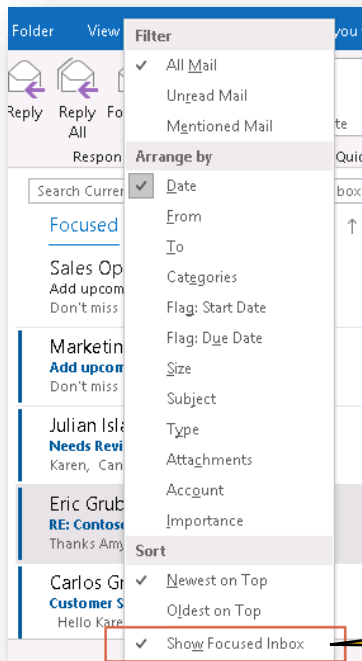 Folder View you
Filter
All Mail
Unread Mail
Mentioned Mail
Reply Reply All Fo
te
Respon
Quic
Arrange by
Search Curren
box
Date
From
To
Categories
Flag: Start Date
Flag: Due Date
Size
Subject
Type
Attachments
Account
Importance
Sort
Newest on Top
Oldest on Top
Show Focused Inbox
Focused
Sales Op
Add upcom
Don't miss
Marketin
Add upcom
Don't miss
Julian Isla
Needs Revi
Karen, Can
Eric Grub
RE: Contoso
Thanks Amy
Carlos Gr
Customer S
Hello Kare